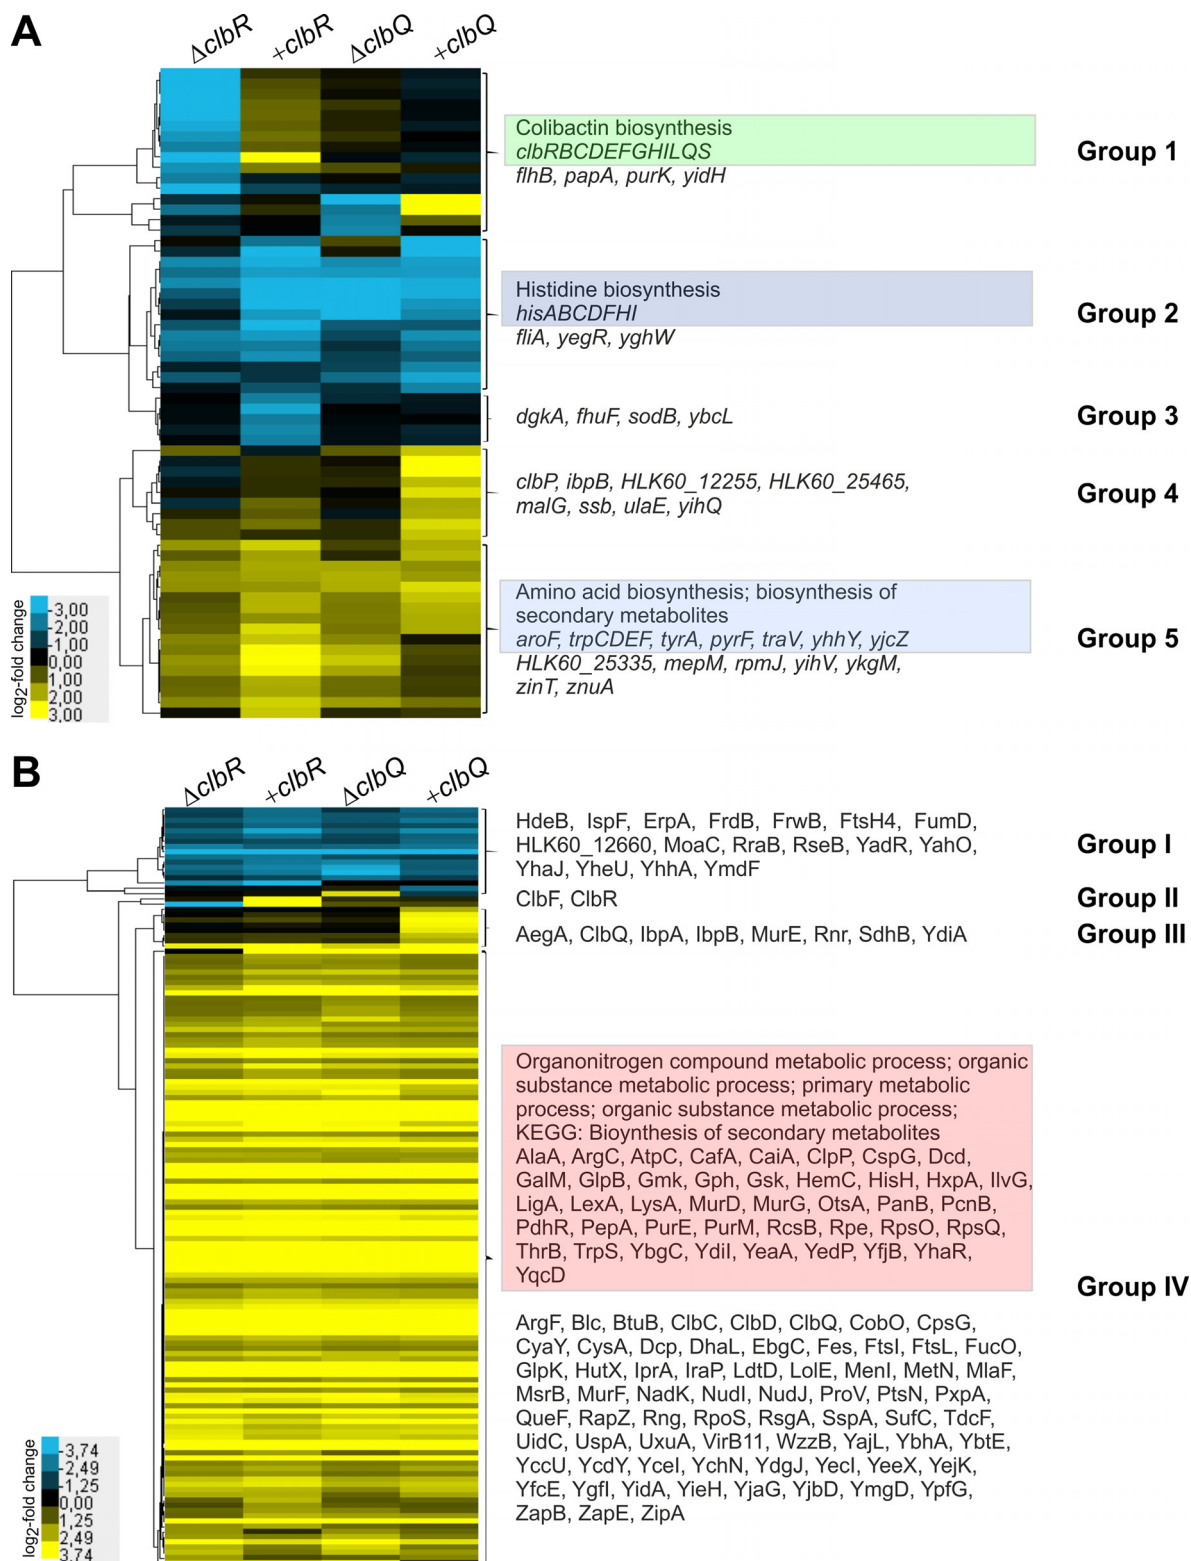 A
ΔclbR +clbR ΔclbQ +clbQ
Colibactin biosynthesis
clbRBCDEFGHILQS
flhB, papA, purK, yidH
Group 1
Histidine biosynthesis
hisABCDFHI
fliA, yegR, yghW
Group 2
dgkA, fhuF, sodB, ybcL
Group 3
clbP, ibpB, HLK60_12255, HLK60_25465,
malG, ssb, ulaE, yihQ
Group 4
Amino acid biosynthesis; biosynthesis of
secondary metabolites
aroF, trpCDEF, tyrA, pyrF, traV, yhhY, yjcZ
HLK60_25335, mepM, rpmJ, yihV, ykgM,
zinT, znuA
Group 5
log2-fold change
-3,00
-2,00
-1,00
0,00
1,00
2,00
3,00
B
ΔclbR +clbR ΔclbQ +clbQ
HdeB, IspF, ErpA, FrdB, FrwB, FtsH4, FumD,
HLK60_12660, MoaC, RraB, RseB, YadR, YahO,
YhaJ, YheU, YhhA, YmdF
Group I
ClbF, ClbR
Group II
AegA, ClbQ, IbpA, IbpB, MurE, Rnr, SdhB, YdiA
Group III
Organonitrogen compound metabolic process; organic
substance metabolic process; primary metabolic
process; organic substance metabolic process;
KEGG: Bioynthesis of secondary metabolites
AlaA, ArgC, AtpC, CafA, CaiA, ClpP, CspG, Dcd,
GalM, GlpB, Gmk, Gph, Gsk, HemC, HisH, HxpA, IlvG,
LigA, LexA, LysA, MurD, MurG, OtsA, PanB, PcnB,
PdhR, PepA, PurE, PurM, RcsB, Rpe, RpsO, RpsQ,
ThrB, TrpS, YbgC, YdiI, YeaA, YedP, YfjB, YhaR,
YqcD
Group IV
ArgF, Blc, BtuB, ClbC, ClbD, ClbQ, CobO, CpsG,
CyaY, CysA, Dcp, DhaL, EbgC, Fes, FtsI, FtsL, FucO,
GlpK, HutX, IprA, IraP, LdtD, LolE, MenI, MetN, MlaF,
MsrB, MurF, NadK, NudI, NudJ, ProV, PtsN, PxpA,
QueF, RapZ, Rng, RpoS, RsgA, SspA, SufC, TdcF,
UidC, UspA, UxuA, VirB11, WzzB, YajL, YbhA, YbtE,
YccU, YcdY, YceI, YchN, YdgJ, YecI, YeeX, YejK,
YfcE, YgfI, YidA, YieH, YjaG, YjbD, YmgD, YpfG,
ZapB, ZapE, ZipA
log2-fold change
-3,74
-2,49
-1,25
0,00
1,25
2,49
3,74